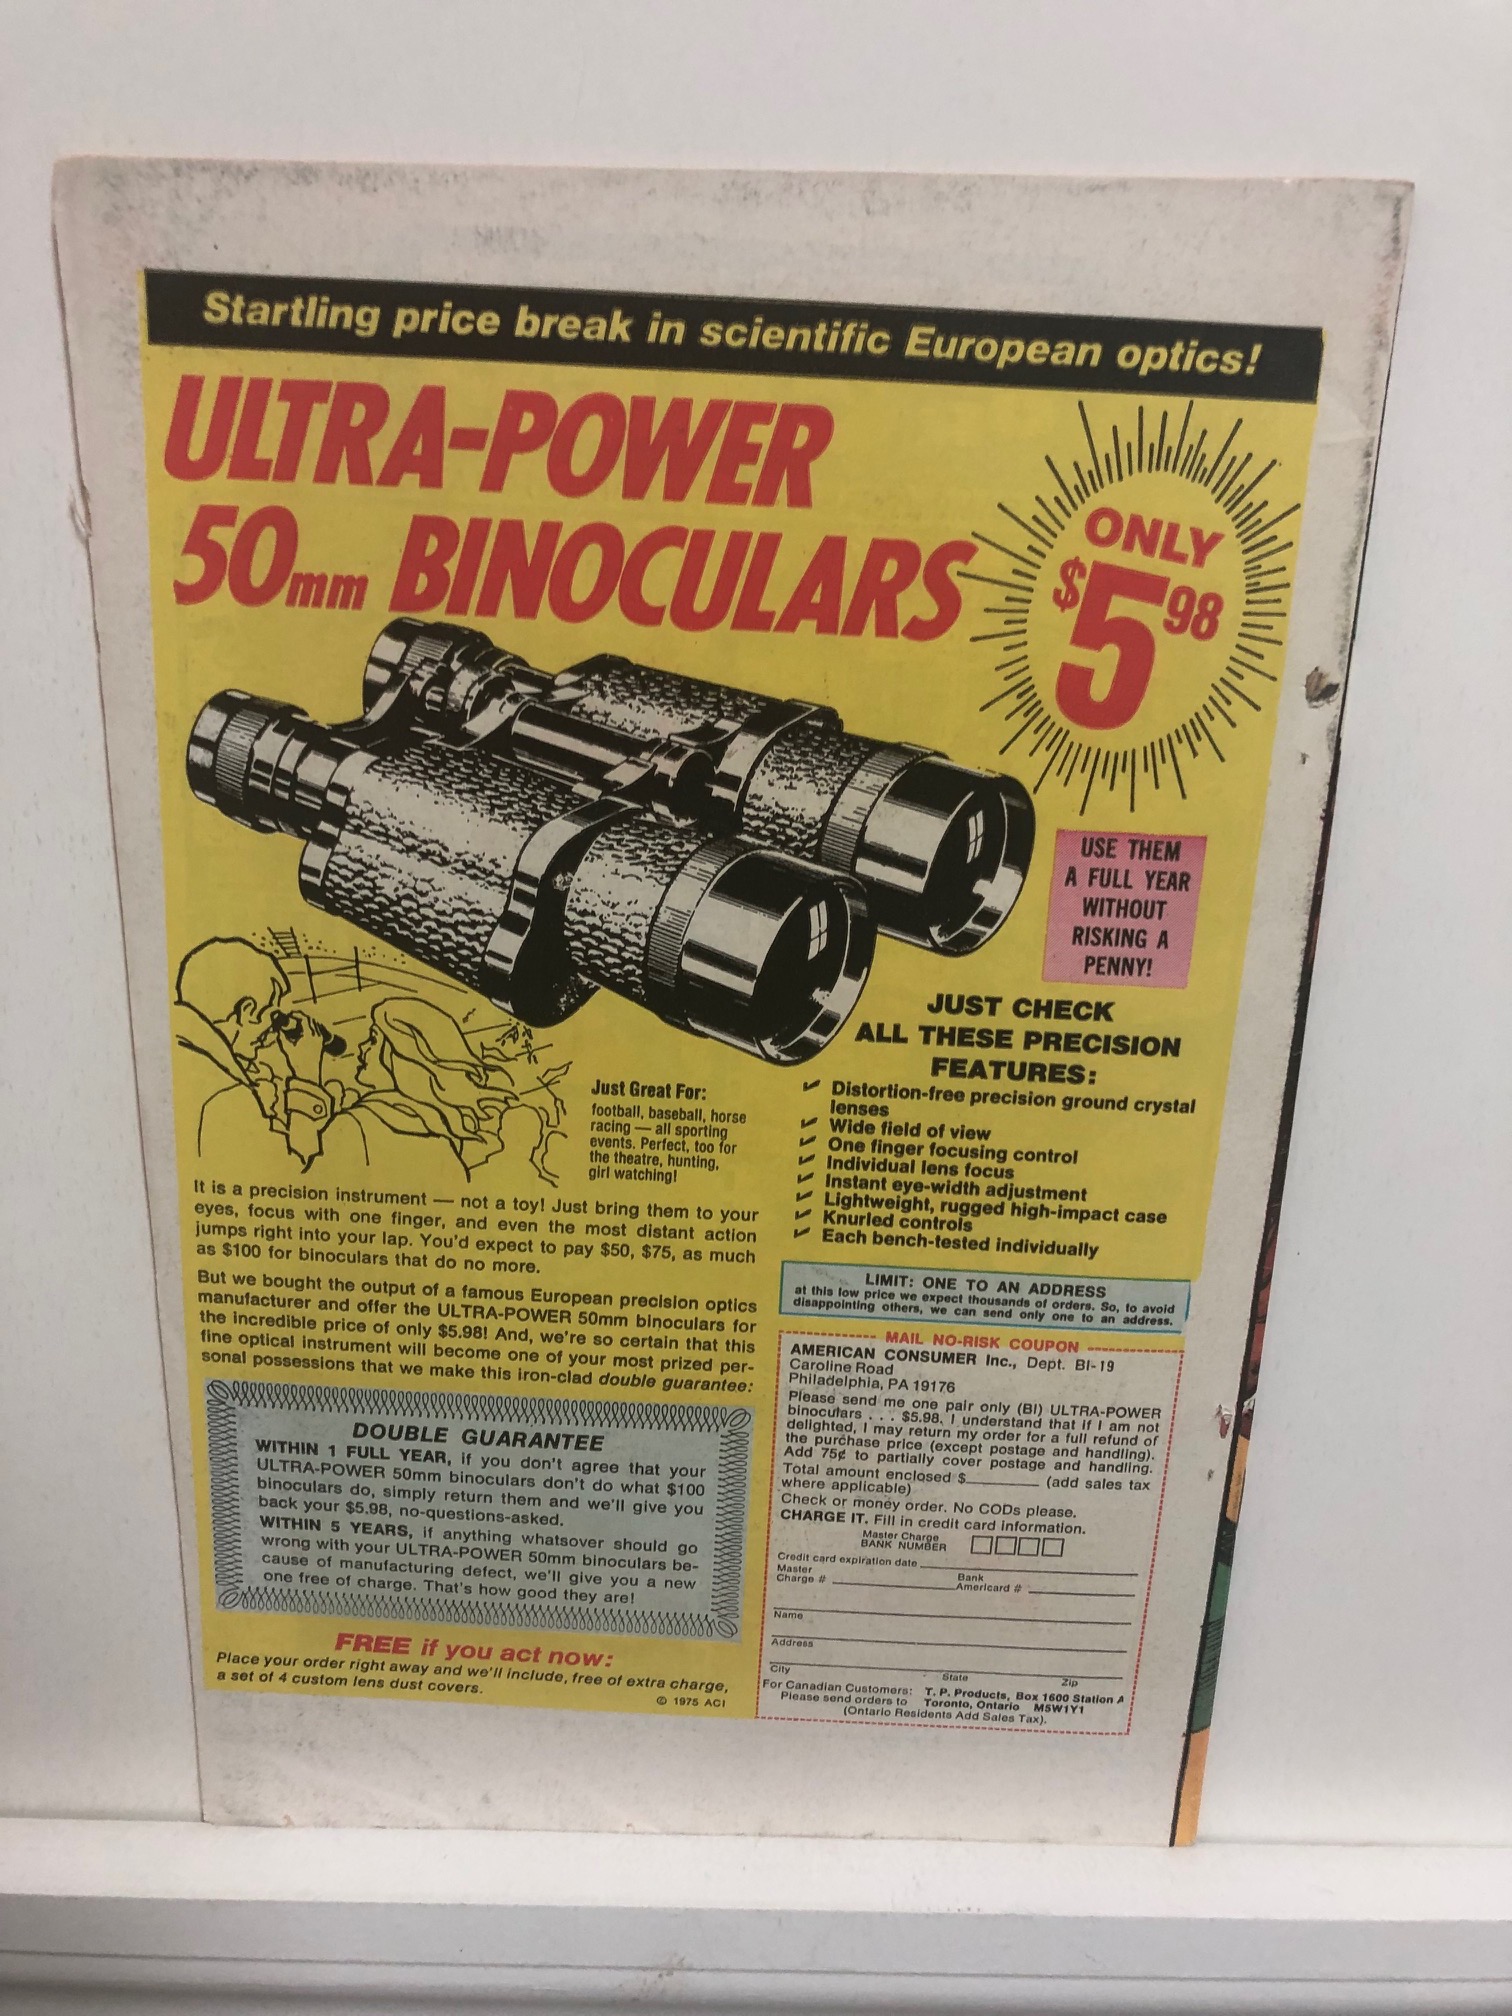 Startling price break in scientific European optics!
ULTRA-POWER
50mm BINOCULARS
ONLY
$5 98
USE THEM
A FULL YEAR
WITHOUT
RISKING A
PENNY!
JUST CHECK
ALL THESE PRECISION
FEATURES:
Distortion-free precision ground crystal
lenses
Wide field of view
One finger focusing control
Individual lens focus
Instant eye-width adjustment
Lightweight, rugged high-impact case
Knurled controls
Each bench-tested individually
Just Great For:
football, baseball, horse
racing — all sporting
events. Perfect, too for
the theatre, hunting,
girl watching!
It is a precision instrument — not a toy! Just bring them to your
eyes, focus with one finger, and even the most distant action
jumps right into your lap. You'd expect to pay $50, $75, as much
as $100 for binoculars that do no more.
But we bought the output of a famous European precision optics
manufacturer and offer the ULTRA-POWER 50mm binoculars for
the incredible price of only $5.98! And, we're so certain that this
fine optical instrument will become one of your most prized per-
sonal possessions that we make this iron-clad double guarantee:
DOUBLE GUARANTEE
WITHIN 1 FULL YEAR, if you don't agree that your
ULTRA-POWER 50mm binoculars don't do what $100
binoculars do, simply return them and we'll give you
back your $5.98, no-questions-asked.
WITHIN 5 YEARS, if anything whatsoever should go
wrong with your ULTRA-POWER 50mm binoculars be-
cause of manufacturing defect, we'll give you a new
one free of charge. That's how good they are!
FREE if you act now:
Place your order right away and we'll include, free of extra charge,
a set of 4 custom lens dust covers.
© 1975 ACI
LIMIT: ONE TO AN ADDRESS
at this low price we expect thousands of orders. So, to avoid
disappointing others, we can send only one to an address.
MAIL NO-RISK COUPON
AMERICAN CONSUMER Inc., Dept. BI-19
Caroline Road
Philadelphia, PA 19176
Please send me one pair only (BI) ULTRA-POWER
binoculars . . . $5.98. I understand that if I am not
delighted, I may return my order for a full refund of
the purchase price (except postage and handling).
Add 75¢ to partially cover postage and handling.
Total amount enclosed $________ (add sales tax
where applicable)
Check or money order. No CODs please.
CHARGE IT. Fill in credit card information.
Master Charge
BANK NUMBER
Credit card expiration date
Master
Charge #
Bank
Americard #
Name
Address
City State Zip
For Canadian Customers: T. P. Products, Box 1600 Station A
Please send orders to Toronto, Ontario M5W1Y1
(Ontario Residents Add Sales Tax).